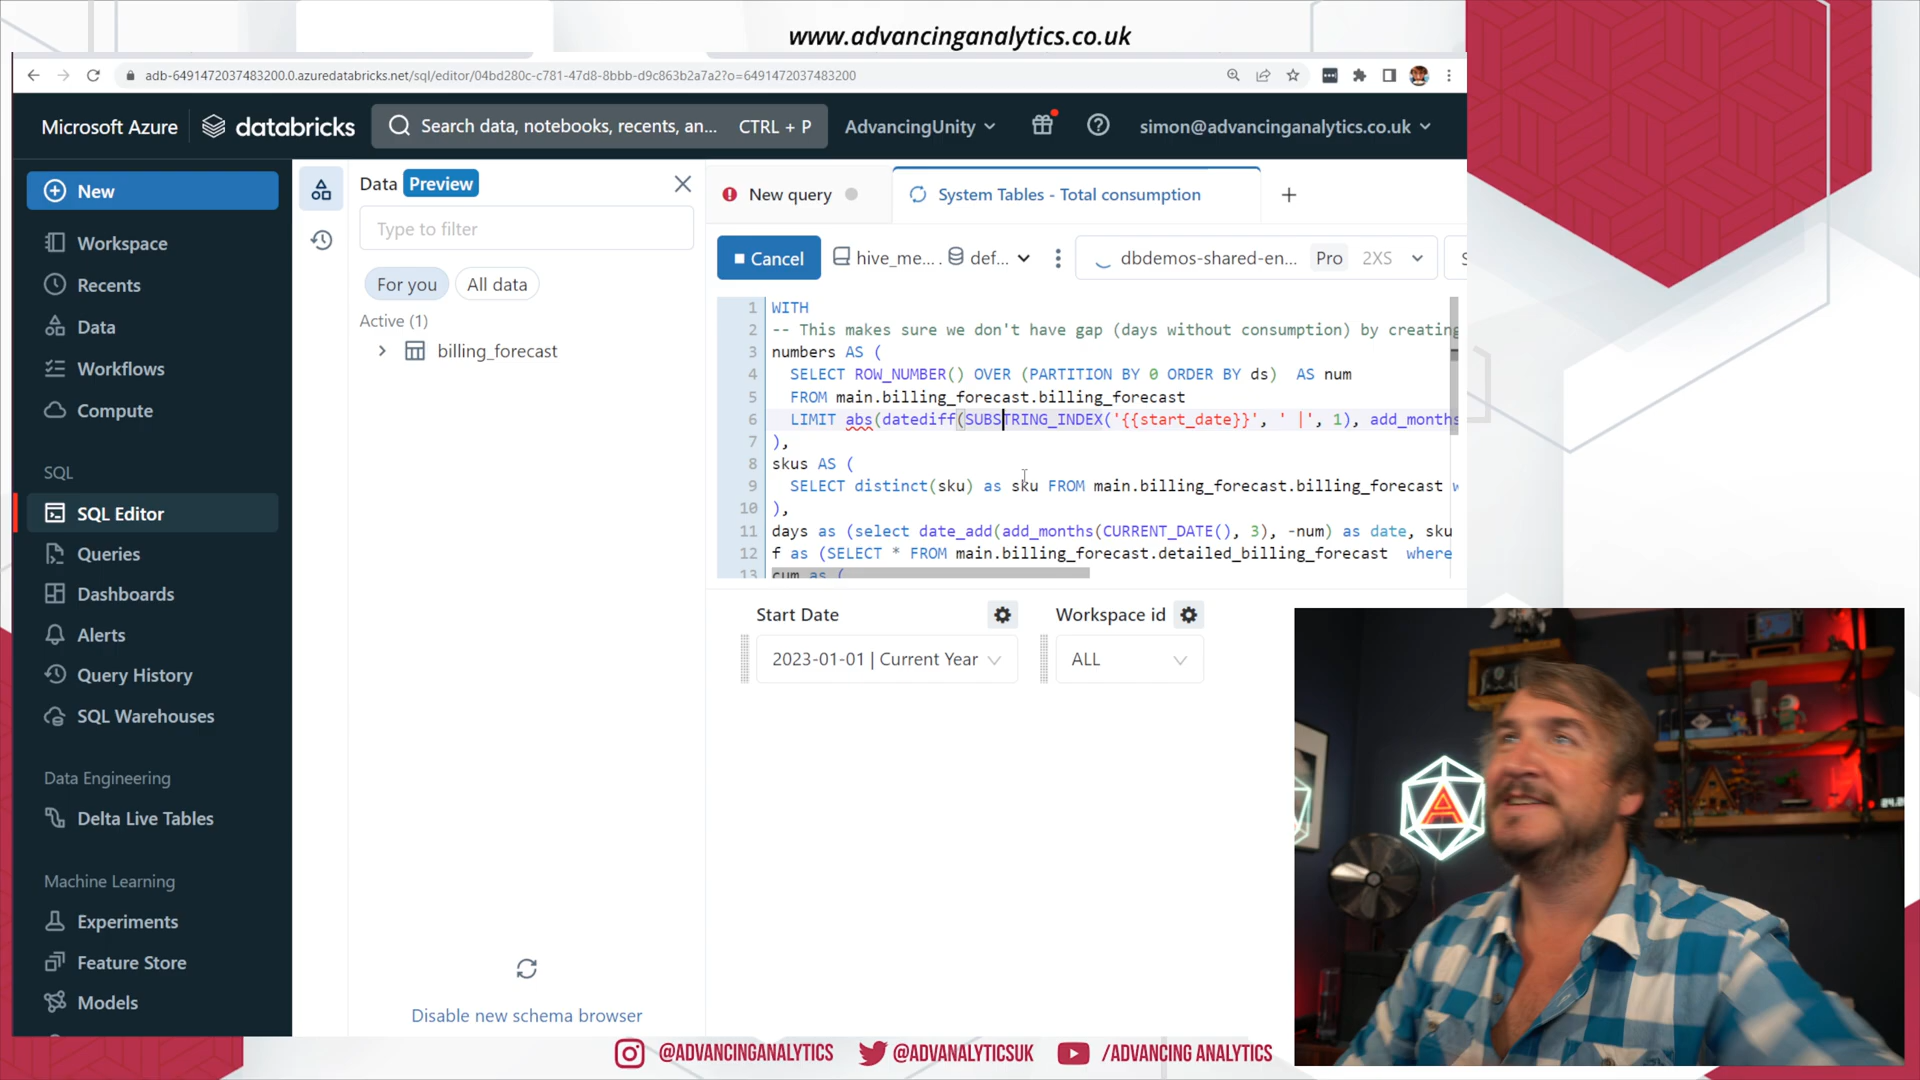 www.advancinganalytics.co.uk
adb-6491472037483200.0.azuredatabricks.net/sql/editor/04bd280c-c781-47d8-8bbb-d9c863b2a7a2?o=6491472037483200
Microsoft Azure
databricks
Search data, notebooks, recents, an...
CTRL + P
AdvancingUnity
simon@advancinganalytics.co.uk
New
Workspace
Recents
Data
Workflows
Compute
SQL
SQL Editor
Queries
Dashboards
Alerts
Query History
SQL Warehouses
Data Engineering
Delta Live Tables
Machine Learning
Experiments
Feature Store
Models
Data Preview
Type to filter
For you
All data
Active (1)
billing_forecast
Disable new schema browser
New query
System Tables - Total consumption
Cancel
hive_me....
def...
dbdemos-shared-en...
Pro
2XS
1 WITH
2 -- This makes sure we don't have gap (days without consumption) by creating
3 numbers AS (
4 SELECT ROW_NUMBER() OVER (PARTITION BY 0 ORDER BY ds) AS num
5 FROM main.billing_forecast.billing_forecast
6 LIMIT abs(datediff(SUBSTRING_INDEX('{{start_date}}', ' |', 1), add_months
7 ),
8 skus AS (
9 SELECT distinct(sku) as sku FROM main.billing_forecast.billing_forecast w
10 ),
11 days as (select date_add(add_months(CURRENT_DATE(), 3), -num) as date, sku
12 f as (SELECT * FROM main.billing_forecast.detailed_billing_forecast where
13 cum as (
Start Date
Workspace id
2023-01-01 | Current Year
ALL
@ADVANCINGANALYTICS
@ADVANALYTICSUK
/ADVANCING ANALYTICS